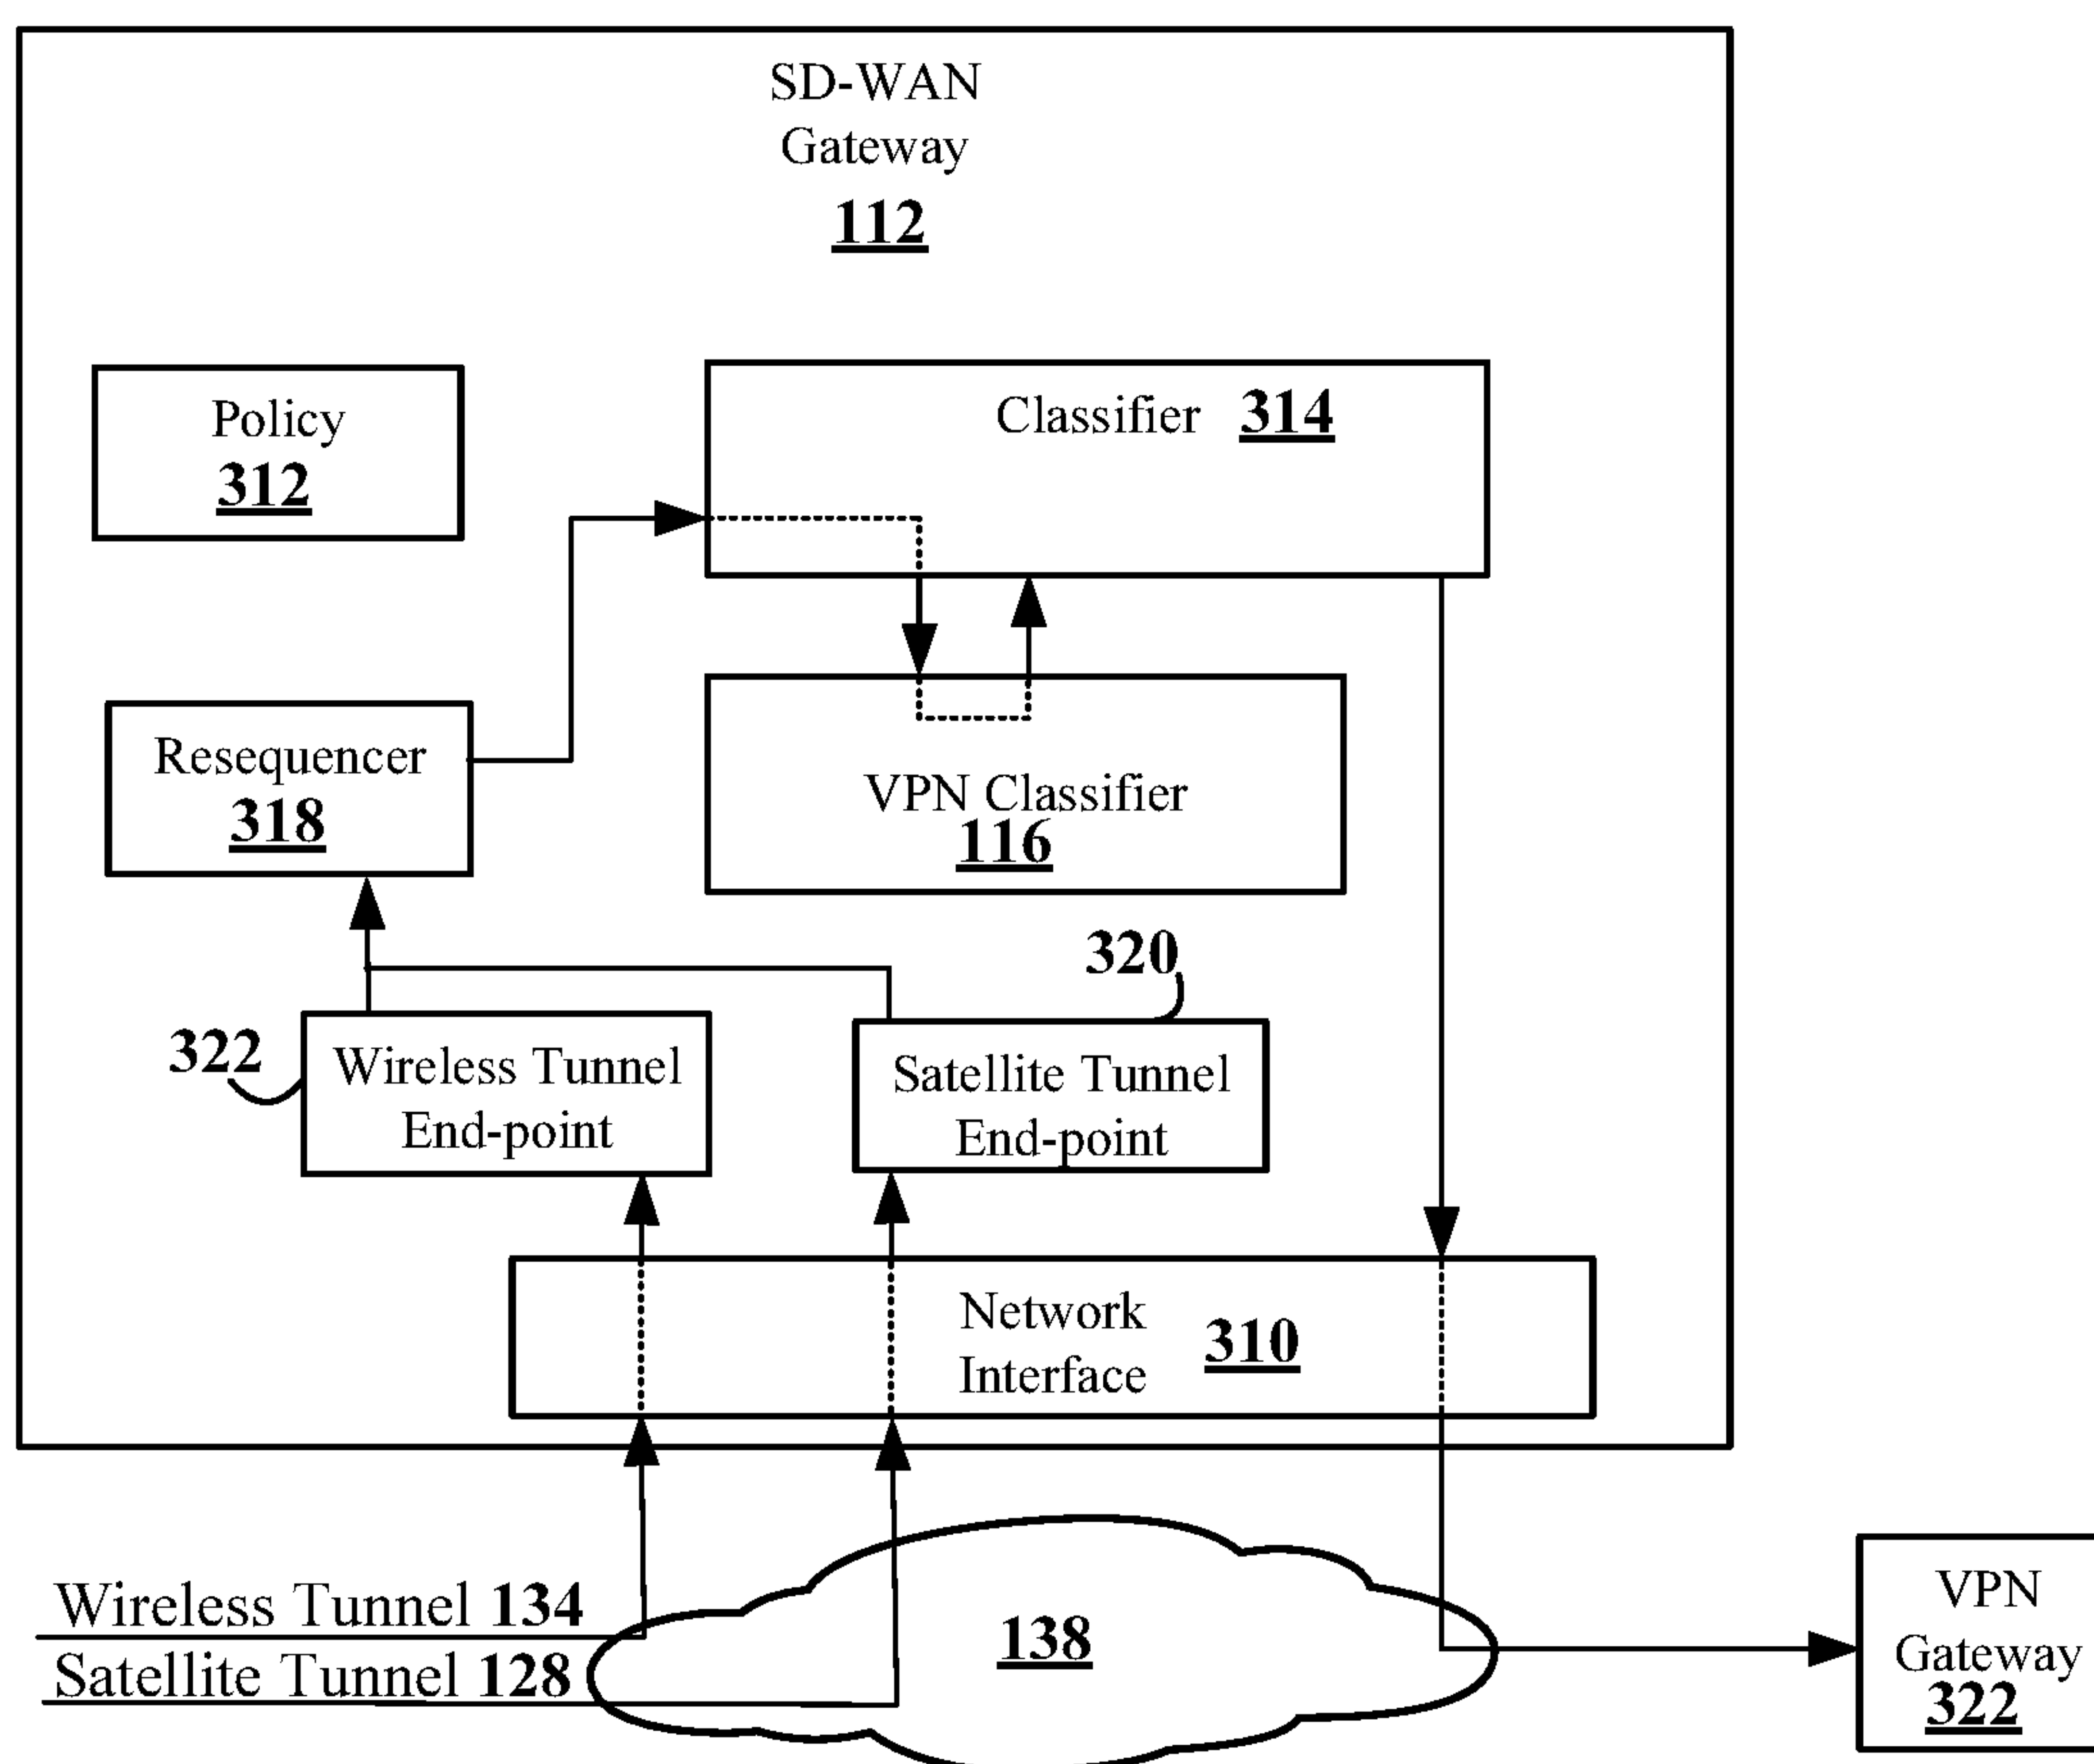 SD-WAN
Gateway
112
Policy
312
Classifier 314
Resequencer
318
VPN Classifier
116
320
322
Wireless Tunnel
End-point
Satellite Tunnel
End-point
Network
Interface
310
Wireless Tunnel 134
Satellite Tunnel 128
138
VPN
Gateway
322